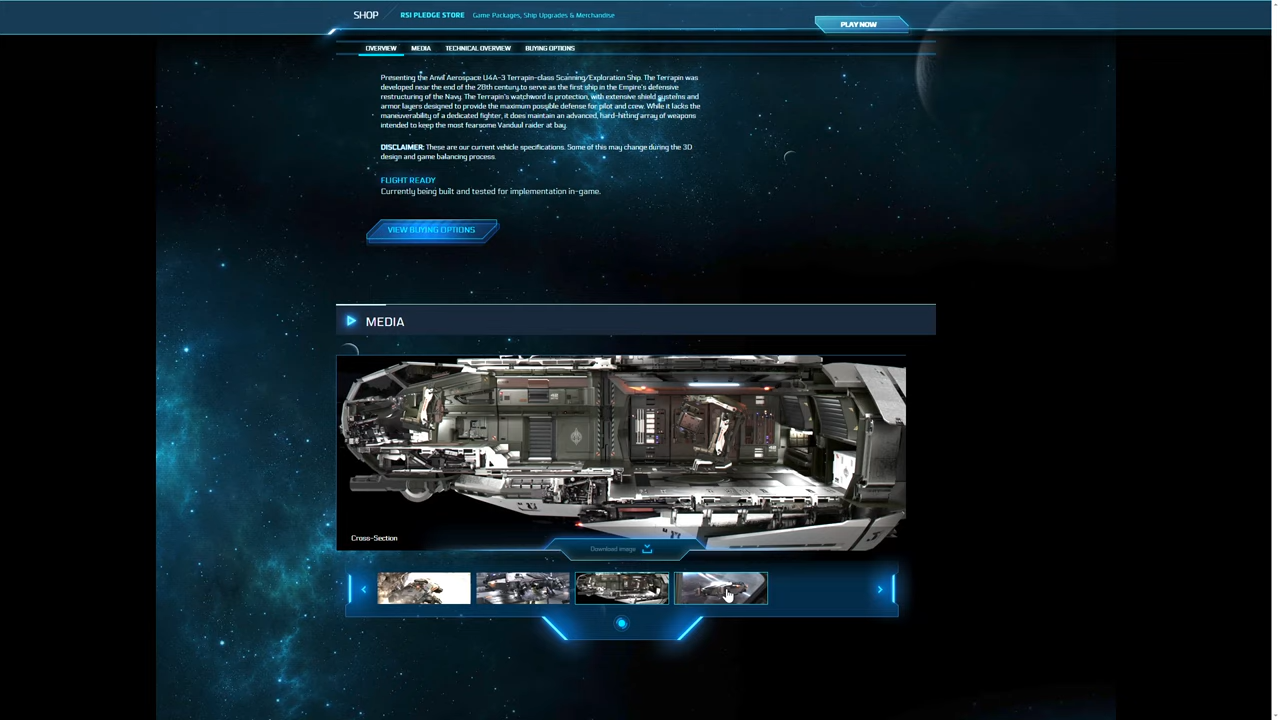 SHOP RSI PLEDGE STORE Game Packages, Ship Upgrades & Merchandise
PLAY NOW
OVERVIEW MEDIA TECHNICAL OVERVIEW BUYING OPTIONS
Presenting the Anvil Aerospace U4A-3 Terrapin-class Scanning/Exploration Ship. The Terrapin was
developed near the end of the 28th century to serve as the first ship in the Empire's defensive
restructuring of the Navy. The Terrapin's watchword is protection, with extensive shield systems and
armor layers designed to provide the maximum possible defense for pilot and crew. While it lacks the
maneuverability of a dedicated fighter, it does maintain an advanced, hard-hitting array of weapons
intended to keep the most fearsome Vanduul raider at bay.
DISCLAIMER: These are our current vehicle specifications. Some of this may change during the 3D
design and game balancing process.
FLIGHT READY
Currently being built and tested for implementation in-game.
VIEW BUYING OPTIONS
MEDIA
Cross-Section
Download image